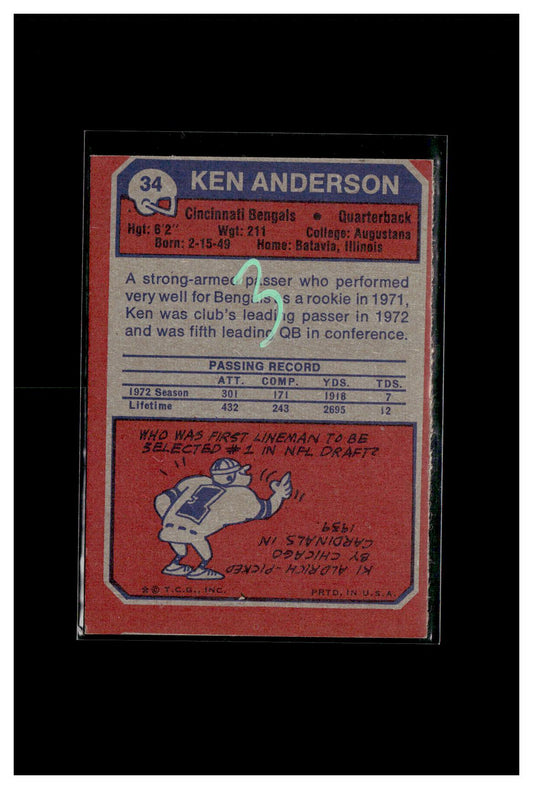 34 KEN ANDERSON
Cincinnati Bengals • Quarterback
Hgt: 6'2" Wgt: 211 College: Augustana
Born: 2-15-49 Home: Batavia, Illinois
A strong-armed passer who performed
very well for Bengals as a rookie in 1971,
Ken was club's leading passer in 1972
and was fifth leading QB in conference.
3
PASSING RECORD
ATT. COMP. YDS. TDS.
1972 Season 301 171 1918 7
Lifetime 432 243 2695 12
WHO WAS FIRST LINEMAN TO BE
SELECTED #1 IN NFL DRAFT?
1
KI ALDRICH - PICKED
BY CHICAGO
CARDINALS IN
1939.
2 © T.C.G., INC. PRTD. IN U.S.A.